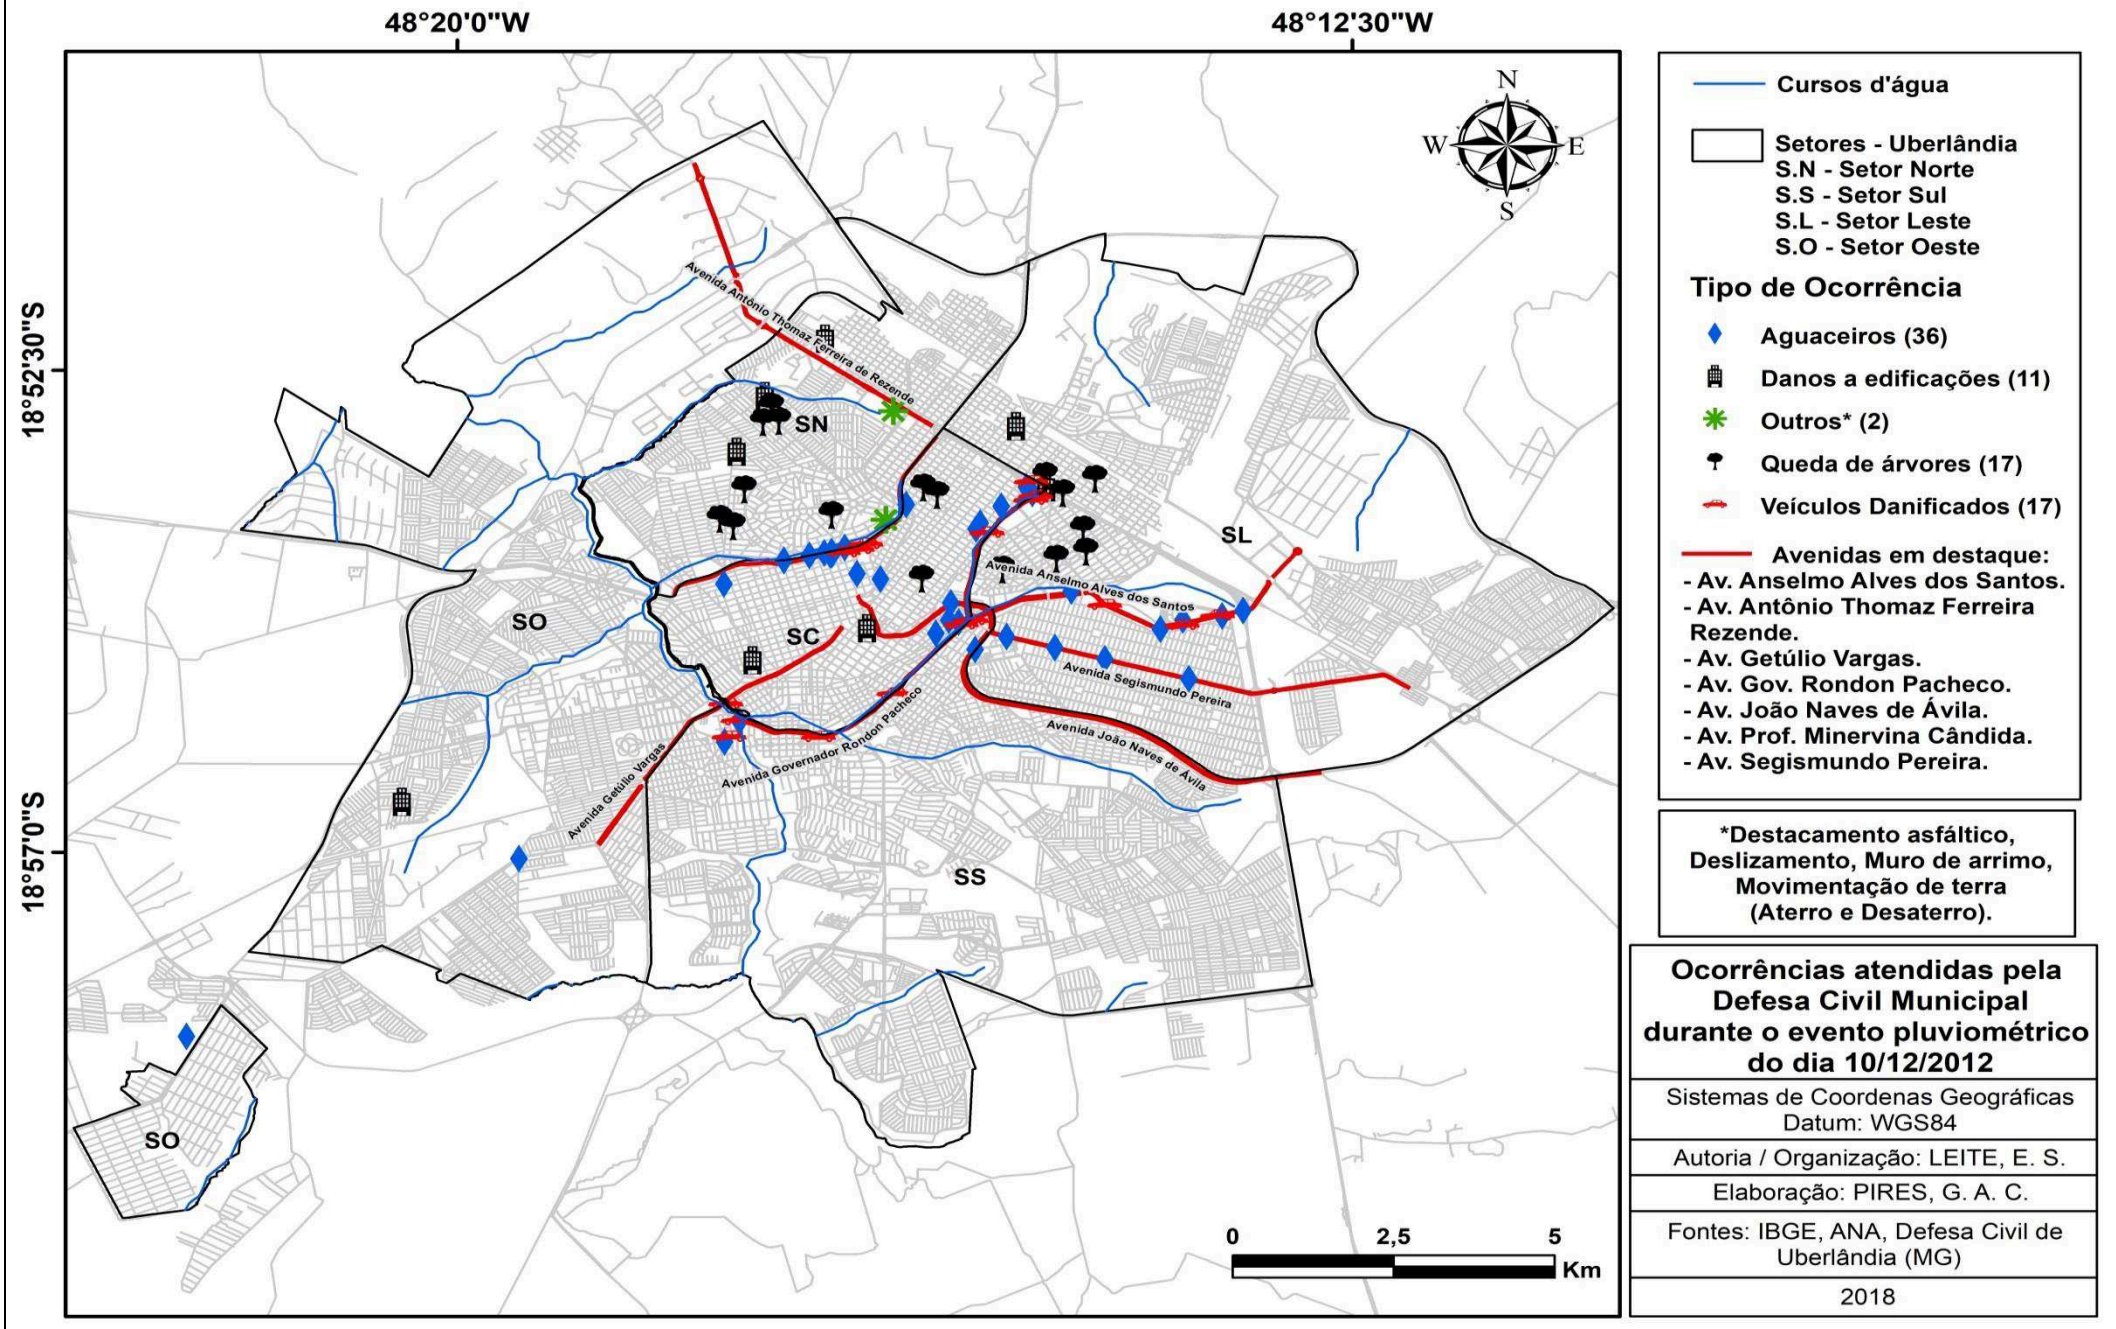 48°20'0"W
48°12'30"W
18°52'30"S
18°57'0"S
N
W
E
S
Avenida Antônio Thomaz Ferreira de Rezende
SN
SL
Avenida Anselmo Alves dos Santos
SO
SC
Avenida Segismundo Pereira
Avenida João Naves de Ávila
Avenida Governador Rondon Pacheco
Avenida Getúlio Vargas
SS
SO
0
2,5
5
Km
Cursos d'água
Setores - Uberlândia
S.N - Setor Norte
S.S - Setor Sul
S.L - Setor Leste
S.O - Setor Oeste
Tipo de Ocorrência
Aguaceiros (36)
Danos a edificações (11)
Outros* (2)
Queda de árvores (17)
Veículos Danificados (17)
Avenidas em destaque:
- Av. Anselmo Alves dos Santos.
- Av. Antônio Thomaz Ferreira
Rezende.
- Av. Getúlio Vargas.
- Av. Gov. Rondon Pacheco.
- Av. João Naves de Ávila.
- Av. Prof. Minervina Cândida.
- Av. Segismundo Pereira.
*Destacamento asfáltico,
Deslizamento, Muro de arrimo,
Movimentação de terra
(Aterro e Desaterro).
Ocorrências atendidas pela
Defesa Civil Municipal
durante o evento pluviométrico
do dia 10/12/2012
Sistemas de Coordenas Geográficas
Datum: WGS84
Autoria / Organização: LEITE, E. S.
Elaboração: PIRES, G. A. C.
Fontes: IBGE, ANA, Defesa Civil de
Uberlândia (MG)
2018